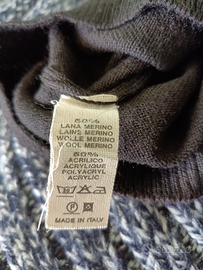 50%
LANA MERINO
LAINE MERINO
WOLLE MERINO
WOOL MERINO
50%
ACRILICO
ACRYLIQUE
POLYACRYL
ACRYLIC
P
MADE IN ITALY